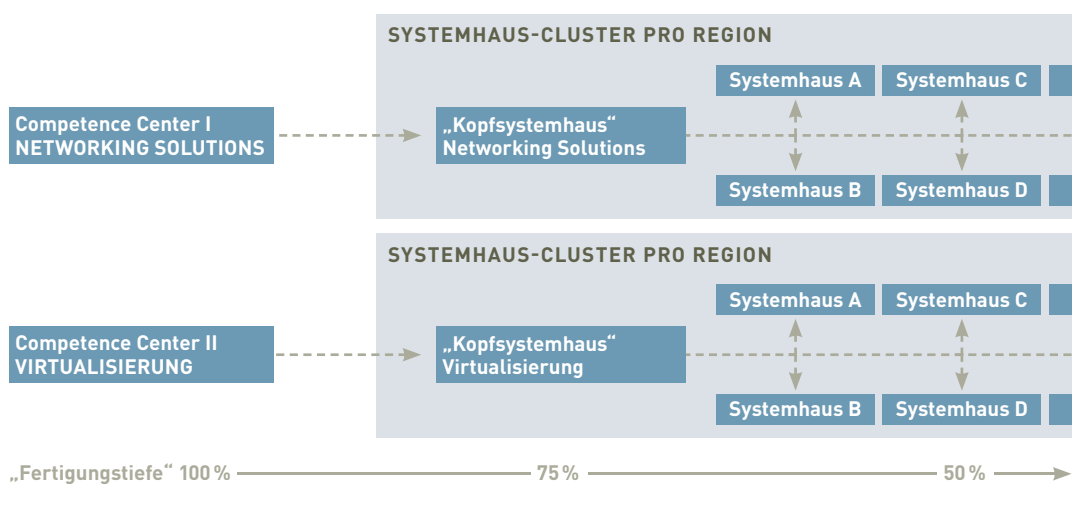 SYSTEMHAUS-CLUSTER PRO REGION
Systemhaus A
Systemhaus C
Competence Center I
NETWORKING SOLUTIONS
„Kopfsystemhaus“
Networking Solutions
Systemhaus B
Systemhaus D
SYSTEMHAUS-CLUSTER PRO REGION
Systemhaus A
Systemhaus C
Competence Center II
VIRTUALISIERUNG
„Kopfsystemhaus“
Virtualisierung
Systemhaus B
Systemhaus D
„Fertigungstiefe“ 100 % 75 % 50 %